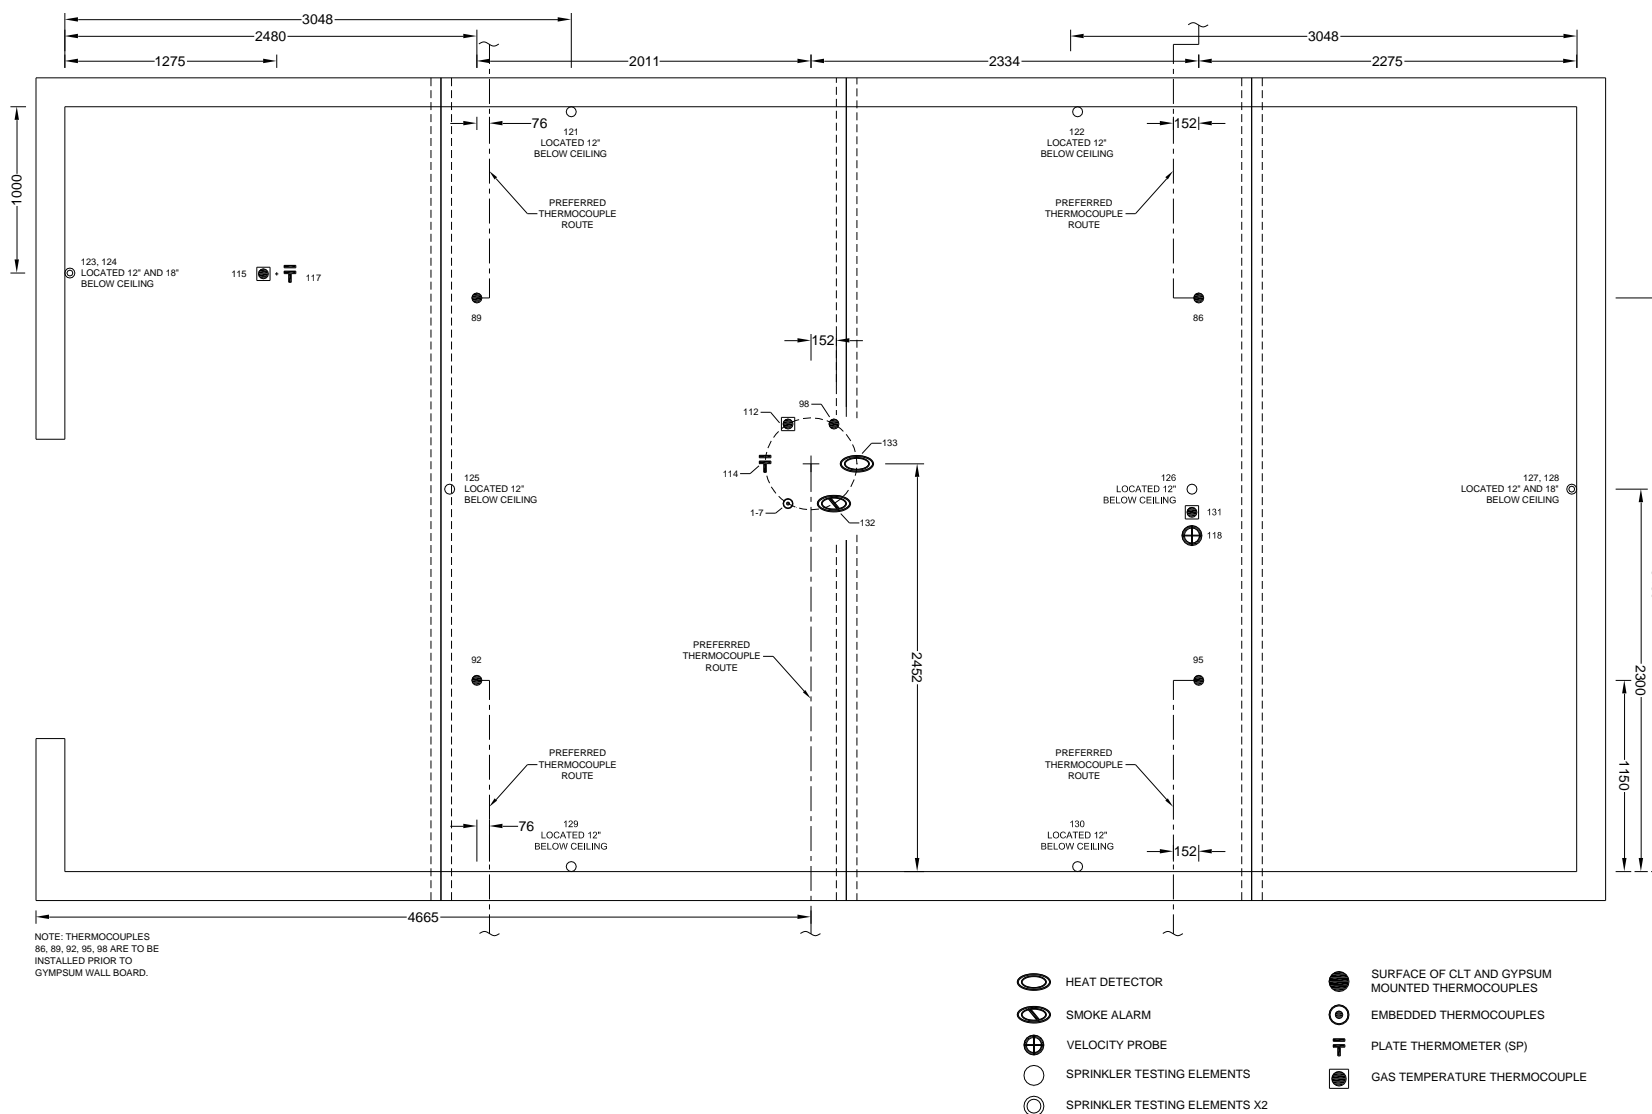 3048
2480
3048
1275
2011
2334
2275
76
152
121
LOCATED 12"
BELOW CEILING
122
LOCATED 12"
BELOW CEILING
1000
PREFERRED
THERMOCOUPLE
ROUTE
PREFERRED
THERMOCOUPLE
ROUTE
123, 124
LOCATED 12" AND 18"
BELOW CEILING
115
117
89
86
152
98
112
133
114
125
LOCATED 12"
BELOW CEILING
126
LOCATED 12"
BELOW CEILING
127, 128
LOCATED 12" AND 18"
BELOW CEILING
1-7
132
131
118
PREFERRED
THERMOCOUPLE
ROUTE
92
95
2452
2300
1150
PREFERRED
THERMOCOUPLE
ROUTE
PREFERRED
THERMOCOUPLE
ROUTE
76
129
LOCATED 12"
BELOW CEILING
130
LOCATED 12"
BELOW CEILING
152
4665
NOTE: THERMOCOUPLES
86, 89, 92, 95, 98 ARE TO BE
INSTALLED PRIOR TO
GYMPSUM WALL BOARD.
HEAT DETECTOR
SMOKE ALARM
VELOCITY PROBE
SPRINKLER TESTING ELEMENTS
SPRINKLER TESTING ELEMENTS X2
SURFACE OF CLT AND GYPSUM
MOUNTED THERMOCOUPLES
EMBEDDED THERMOCOUPLES
PLATE THERMOMETER (SP)
GAS TEMPERATURE THERMOCOUPLE